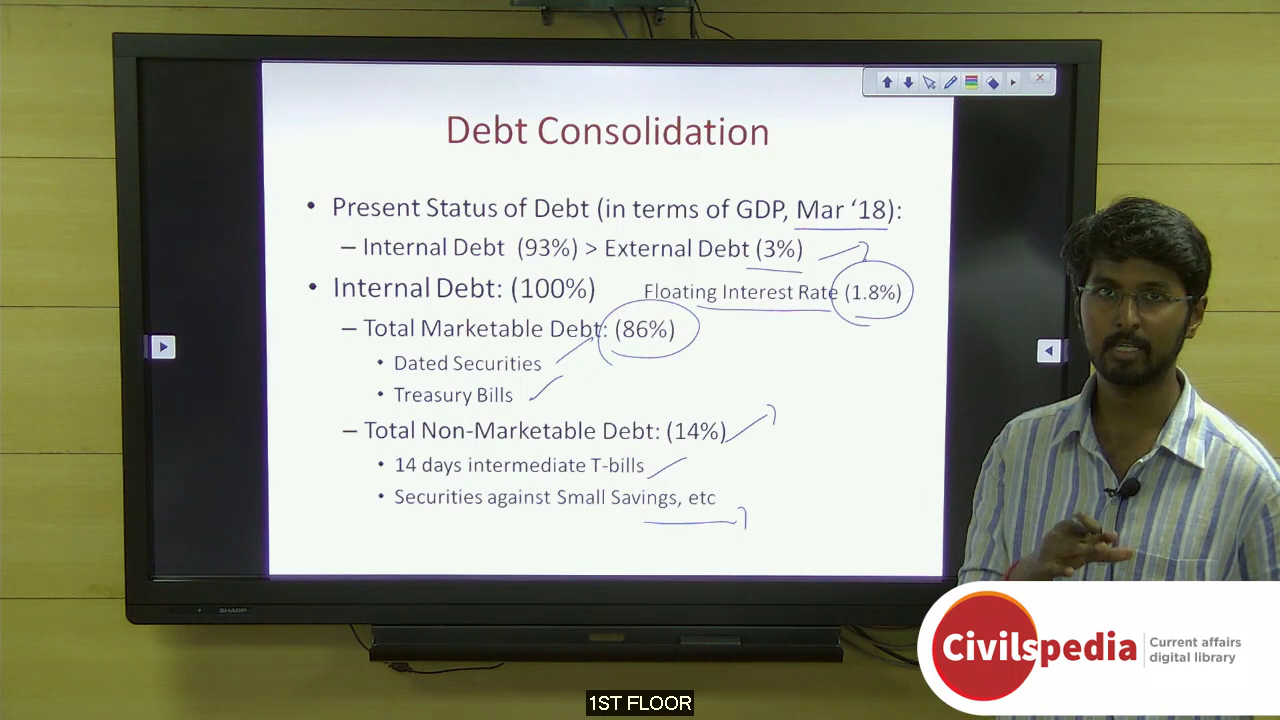 Debt Consolidation
• Present Status of Debt (in terms of GDP, Mar ‘18):
– Internal Debt (93%) > External Debt (3%)
• Internal Debt: (100%)
Floating Interest Rate (1.8%)
– Total Marketable Debt: (86%)
• Dated Securities
• Treasury Bills
– Total Non-Marketable Debt: (14%)
• 14 days intermediate T-bills
• Securities against Small Savings, etc
SHARP
Civilspedia
Current affairs
digital library
1ST FLOOR